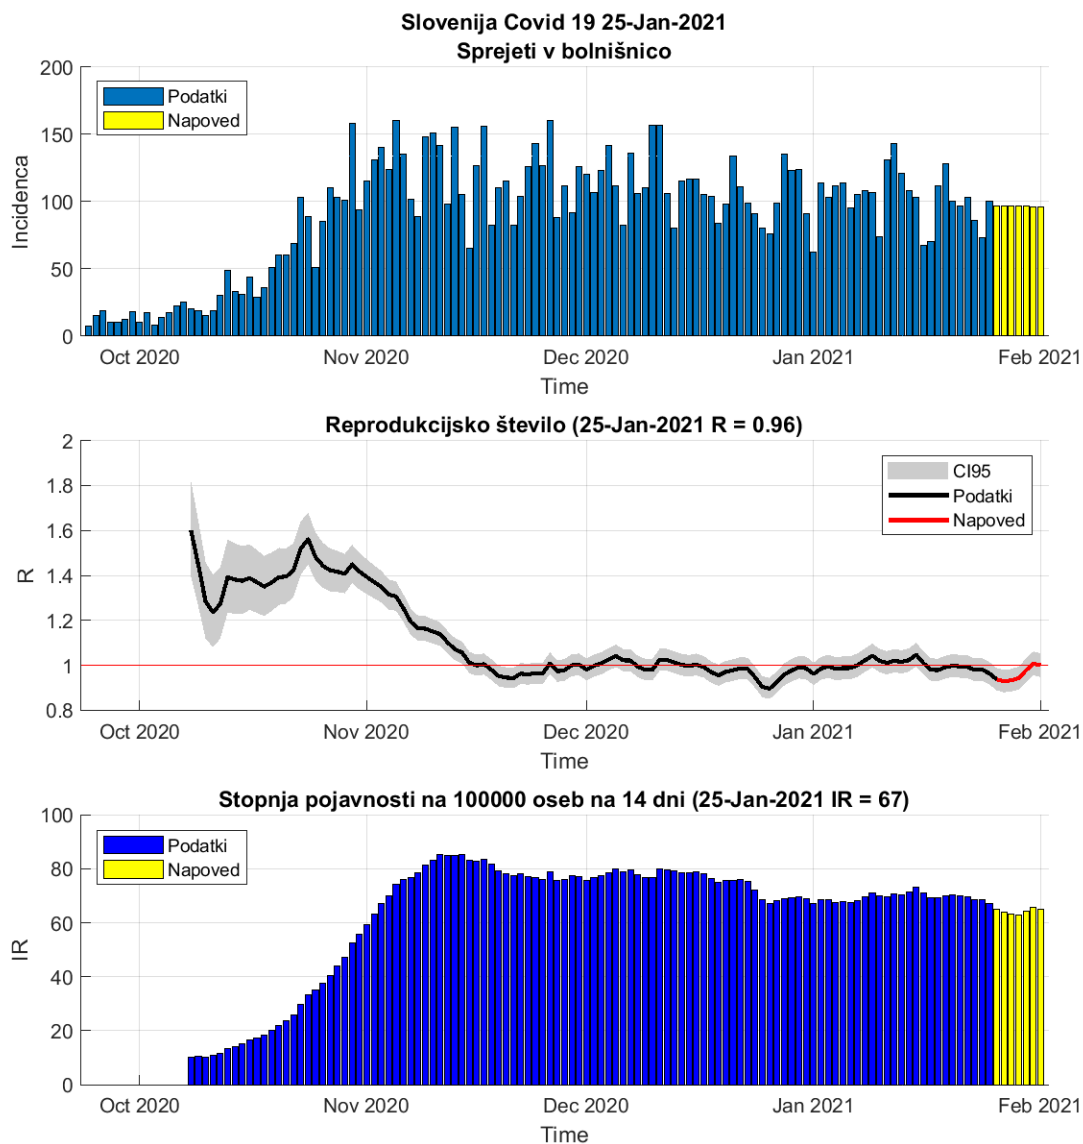 Slovenija Covid 19 25-Jan-2021
Sprejeti v bolnišnico
200
150
100
50
0
Incidenca
Podatki
Napoved
Oct 2020 Nov 2020 Dec 2020 Jan 2021 Feb 2021
Time
Reprodukcijsko število (25-Jan-2021 R = 0.96)
2
1.8
1.6
1.4
1.2
1
0.8
R
CI95
Podatki
Napoved
Oct 2020 Nov 2020 Dec 2020 Jan 2021 Feb 2021
Time
Stopnja pojavnosti na 100000 oseb na 14 dni (25-Jan-2021 IR = 67)
100
80
60
40
20
0
IR
Podatki
Napoved
Oct 2020 Nov 2020 Dec 2020 Jan 2021 Feb 2021
Time